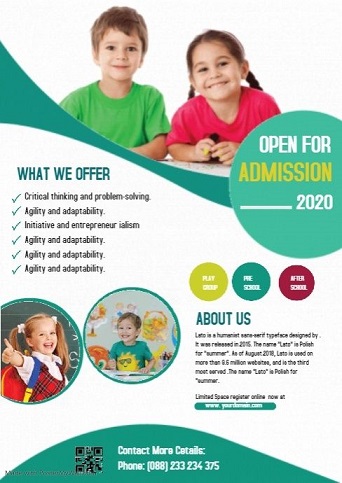 OPEN FOR
ADMISSION
2020
WHAT WE OFFER
Critical thinking and problem-solving.
Agility and adaptability.
Initiative and entrepreneur ialism
Agility and adaptability.
Agility and adaptability.
Agility and adaptability.
PLAY
GROUP
PRE
SCHOOL
AFTER
SCHOOL
ABOUT US
Lato is a humanist sans-serif typeface designed by .
It was released in 2015. The name "Lato" is Polish
for "summer". As of August 2018, Lato is used on
more than 9.6 million websites, and is the third
most served .The name "Lato" is Polish for
"summer.
Limited Space register online now at
www. yourdomain.com
Contact More Cetails:
Phone: (088) 233 234 375